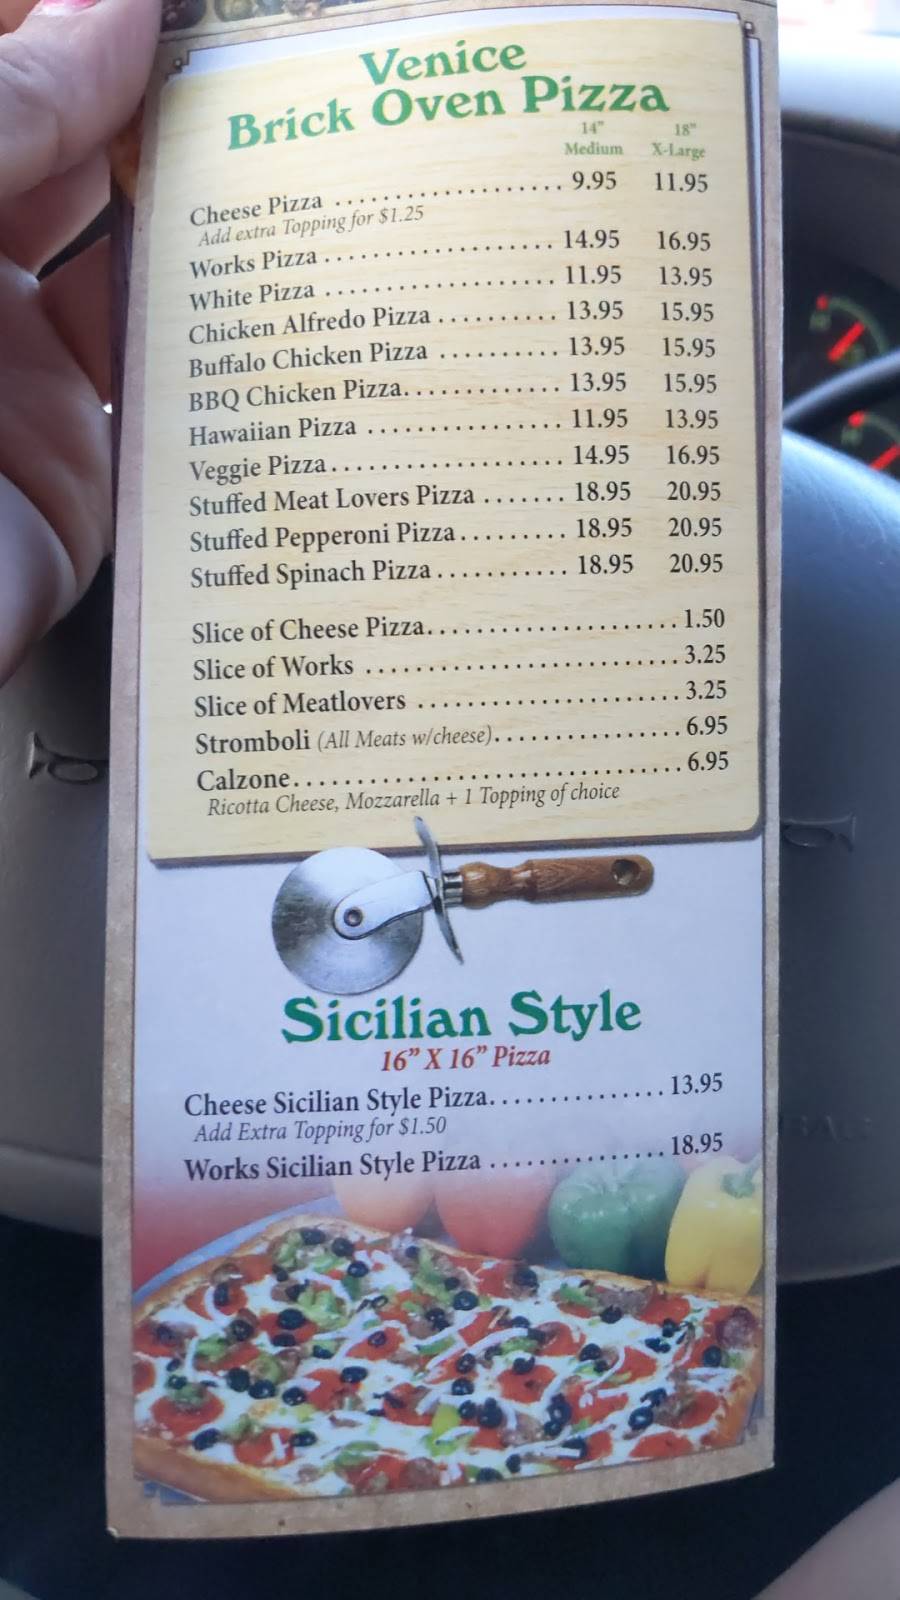 Venice
Brick Oven Pizza
14" 18"
Medium X-Large
Cheese Pizza .................... 9.95 11.95
Add extra Topping for $1.25
Works Pizza .................... 14.95 16.95
White Pizza .................... 11.95 13.95
Chicken Alfredo Pizza .......... 13.95 15.95
Buffalo Chicken Pizza .......... 13.95 15.95
BBQ Chicken Pizza............. 13.95 15.95
Hawaiian Pizza ................ 11.95 13.95
Veggie Pizza.................... 14.95 16.95
Stuffed Meat Lovers Pizza ....... 18.95 20.95
Stuffed Pepperoni Pizza......... 18.95 20.95
Stuffed Spinach Pizza........... 18.95 20.95
Slice of Cheese Pizza..................... 1.50
Slice of Works .......................... 3.25
Slice of Meatlovers ...................... 3.25
Stromboli (All Meats w/cheese)................ 6.95
Calzone................................. 6.95
Ricotta Cheese, Mozzarella + 1 Topping of choice
Sicilian Style
16" X 16" Pizza
Cheese Sicilian Style Pizza............... 13.95
Add Extra Topping for $1.50
Works Sicilian Style Pizza ............... 18.95